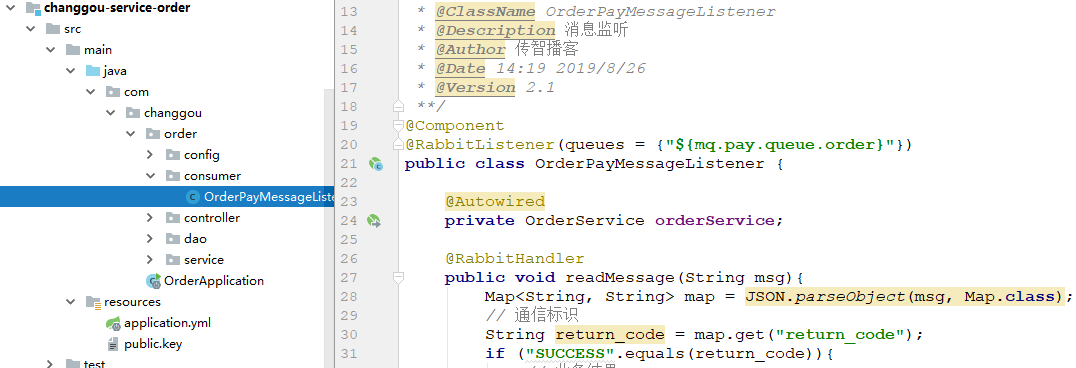 changgou-service-order
src
main
java
com
changgou
order
config
consumer
OrderPayMessageListe
controller
dao
service
OrderApplication
resources
application.yml
public.key
test
13 * @ClassName OrderPayMessageListener
14 * @Description 消息监听
15 * @Author 传智播客
16 * @Date 14:19 2019/8/26
17 * @Version 2.1
18 **/
19 @Component
20 @RabbitListener(queues = {"${mq.pay.queue.order}"})
21 public class OrderPayMessageListener {
22
23 @Autowired
24 private OrderService orderService;
25
26 @RabbitHandler
27 public void readMessage(String msg){
28 Map<String, String> map = JSON.parseObject(msg, Map.class);
29 // 通信标识
30 String return_code = map.get("return_code");
31 if ("SUCCESS".equals(return_code)){